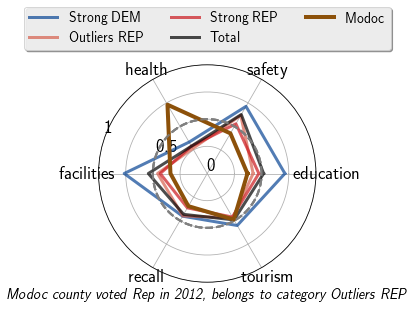 Strong DEM Strong REP Modoc
Outliers REP Total
health safety
1
0.5
0
facilities education
recall tourism
Modoc county voted Rep in 2012, belongs to category Outliers REP